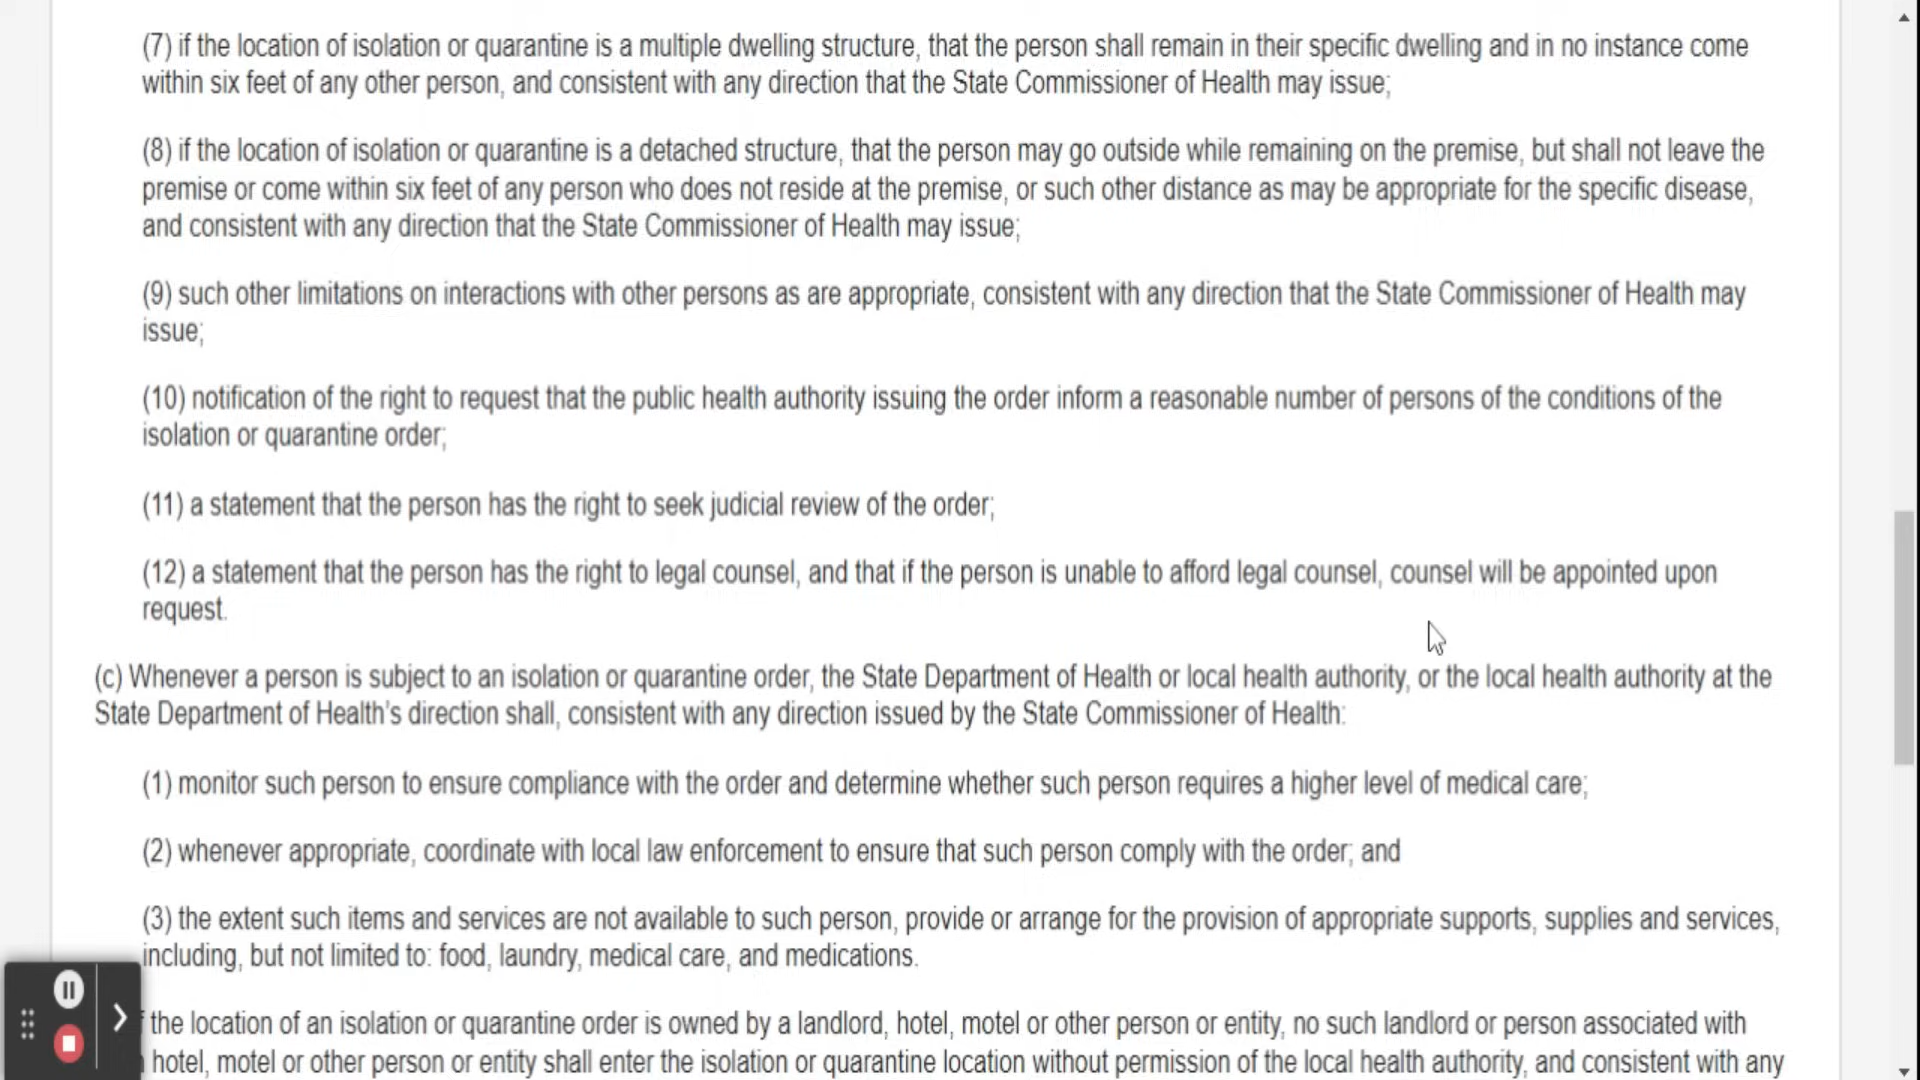 (7) if the location of isolation or quarantine is a multiple dwelling structure, that the person shall remain in their specific dwelling and in no instance come
within six feet of any other person, and consistent with any direction that the State Commissioner of Health may issue;
(8) if the location of isolation or quarantine is a detached structure, that the person may go outside while remaining on the premise, but shall not leave the
premise or come within six feet of any person who does not reside at the premise, or such other distance as may be appropriate for the specific disease,
and consistent with any direction that the State Commissioner of Health may issue;
(9) such other limitations on interactions with other persons as are appropriate, consistent with any direction that the State Commissioner of Health may
issue;
(10) notification of the right to request that the public health authority issuing the order inform a reasonable number of persons of the conditions of the
isolation or quarantine order;
(11) a statement that the person has the right to seek judicial review of the order;
(12) a statement that the person has the right to legal counsel, and that if the person is unable to afford legal counsel, counsel will be appointed upon
request.
(c) Whenever a person is subject to an isolation or quarantine order, the State Department of Health or local health authority, or the local health authority at the
State Department of Health's direction shall, consistent with any direction issued by the State Commissioner of Health:
(1) monitor such person to ensure compliance with the order and determine whether such person requires a higher level of medical care;
(2) whenever appropriate, coordinate with local law enforcement to ensure that such person comply with the order; and
(3) the extent such items and services are not available to such person, provide or arrange for the provision of appropriate supports, supplies and services,
including, but not limited to: food, laundry, medical care, and medications.
the location of an isolation or quarantine order is owned by a landlord, hotel, motel or other person or entity, no such landlord or person associated with
hotel, motel or other person or entity shall enter the isolation or quarantine location without permission of the local health authority, and consistent with any